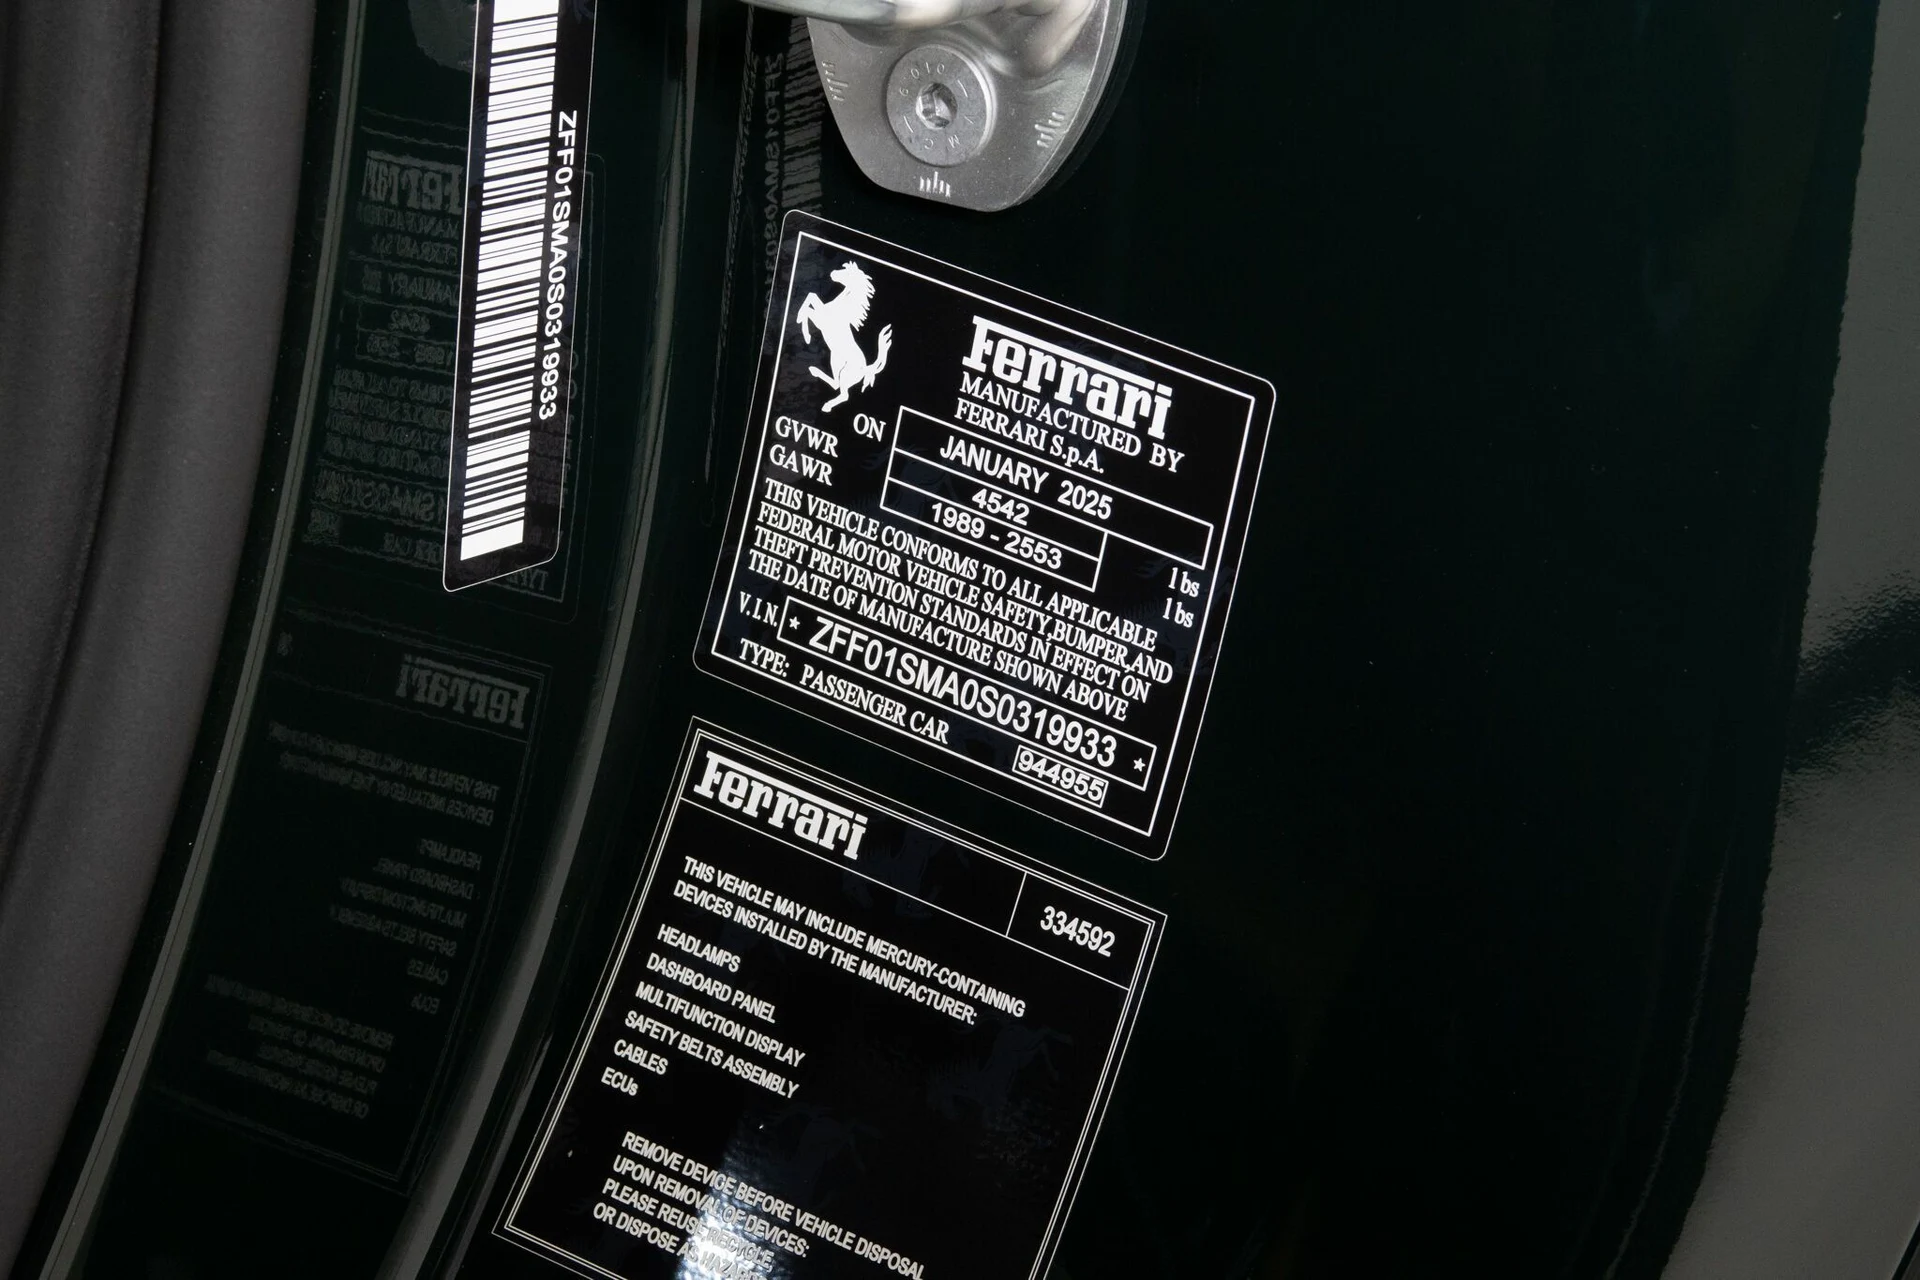 ZFF01SMA0S0319933
Ferrari
MANUFACTURED BY
FERRARI S.p.A.
ON JANUARY 2025
GVWR 4542 lbs
GAWR 1989 - 2553 lbs
THIS VEHICLE CONFORMS TO ALL APPLICABLE
FEDERAL MOTOR VEHICLE SAFETY,BUMPER,AND
THEFT PREVENTION STANDARDS IN EFFECT ON
THE DATE OF MANUFACTURE SHOWN ABOVE
V.I.N. * ZFF01SMA0S0319933 *
TYPE: PASSENGER CAR
944955
Ferrari
334592
THIS VEHICLE MAY INCLUDE MERCURY-CONTAINING
DEVICES INSTALLED BY THE MANUFACTURER:
HEADLAMPS
DASHBOARD PANEL
MULTIFUNCTION DISPLAY
SAFETY BELTS ASSEMBLY
CABLES
ECUs
REMOVE DEVICE BEFORE VEHICLE DISPOSAL
UPON REMOVAL OF DEVICES:
PLEASE REUSE, RECYCLE,
OR DISPOSE AS